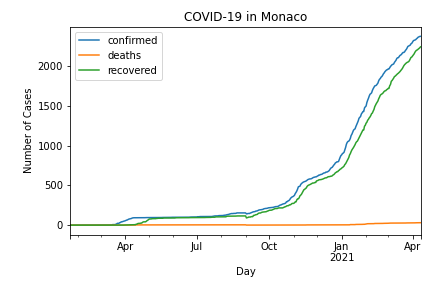 COVID-19 in Monaco
confirmed
deaths
recovered
Number of Cases
2000
1500
1000
500
0
Apr
Jul
Oct
Jan
2021
Apr
Day